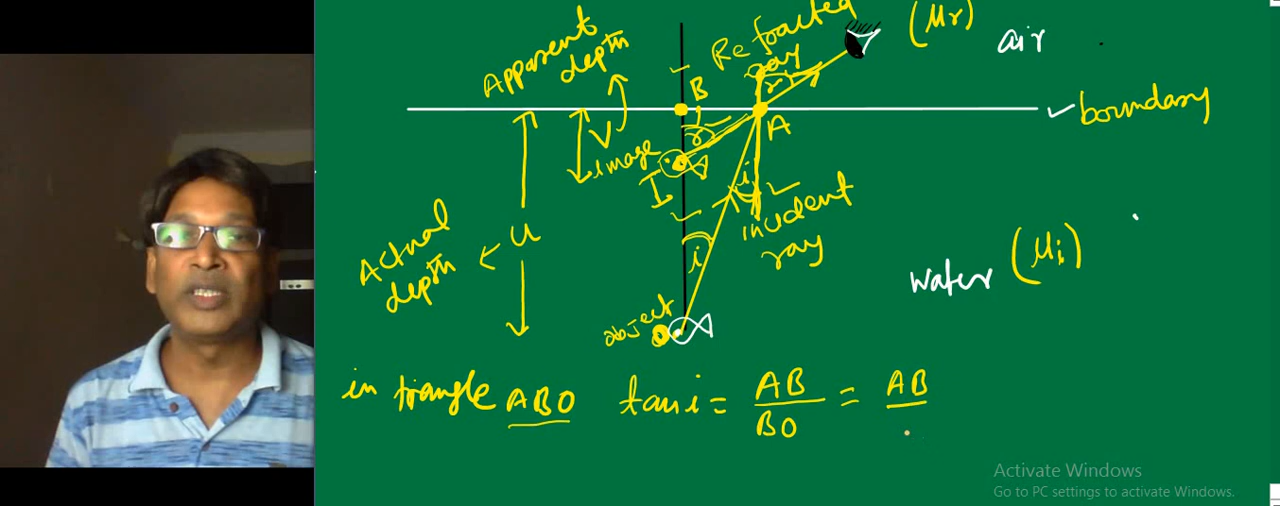 Apparent
depth
Refracted
ray
(μr)
air
B
r
A
boundary
V
image
I
i
incident
ray
Actual
depth
u
i
water (μi)
object
O
in triangle ABO tan i = AB / BO = AB
Activate Windows
Go to PC settings to activate Windows.